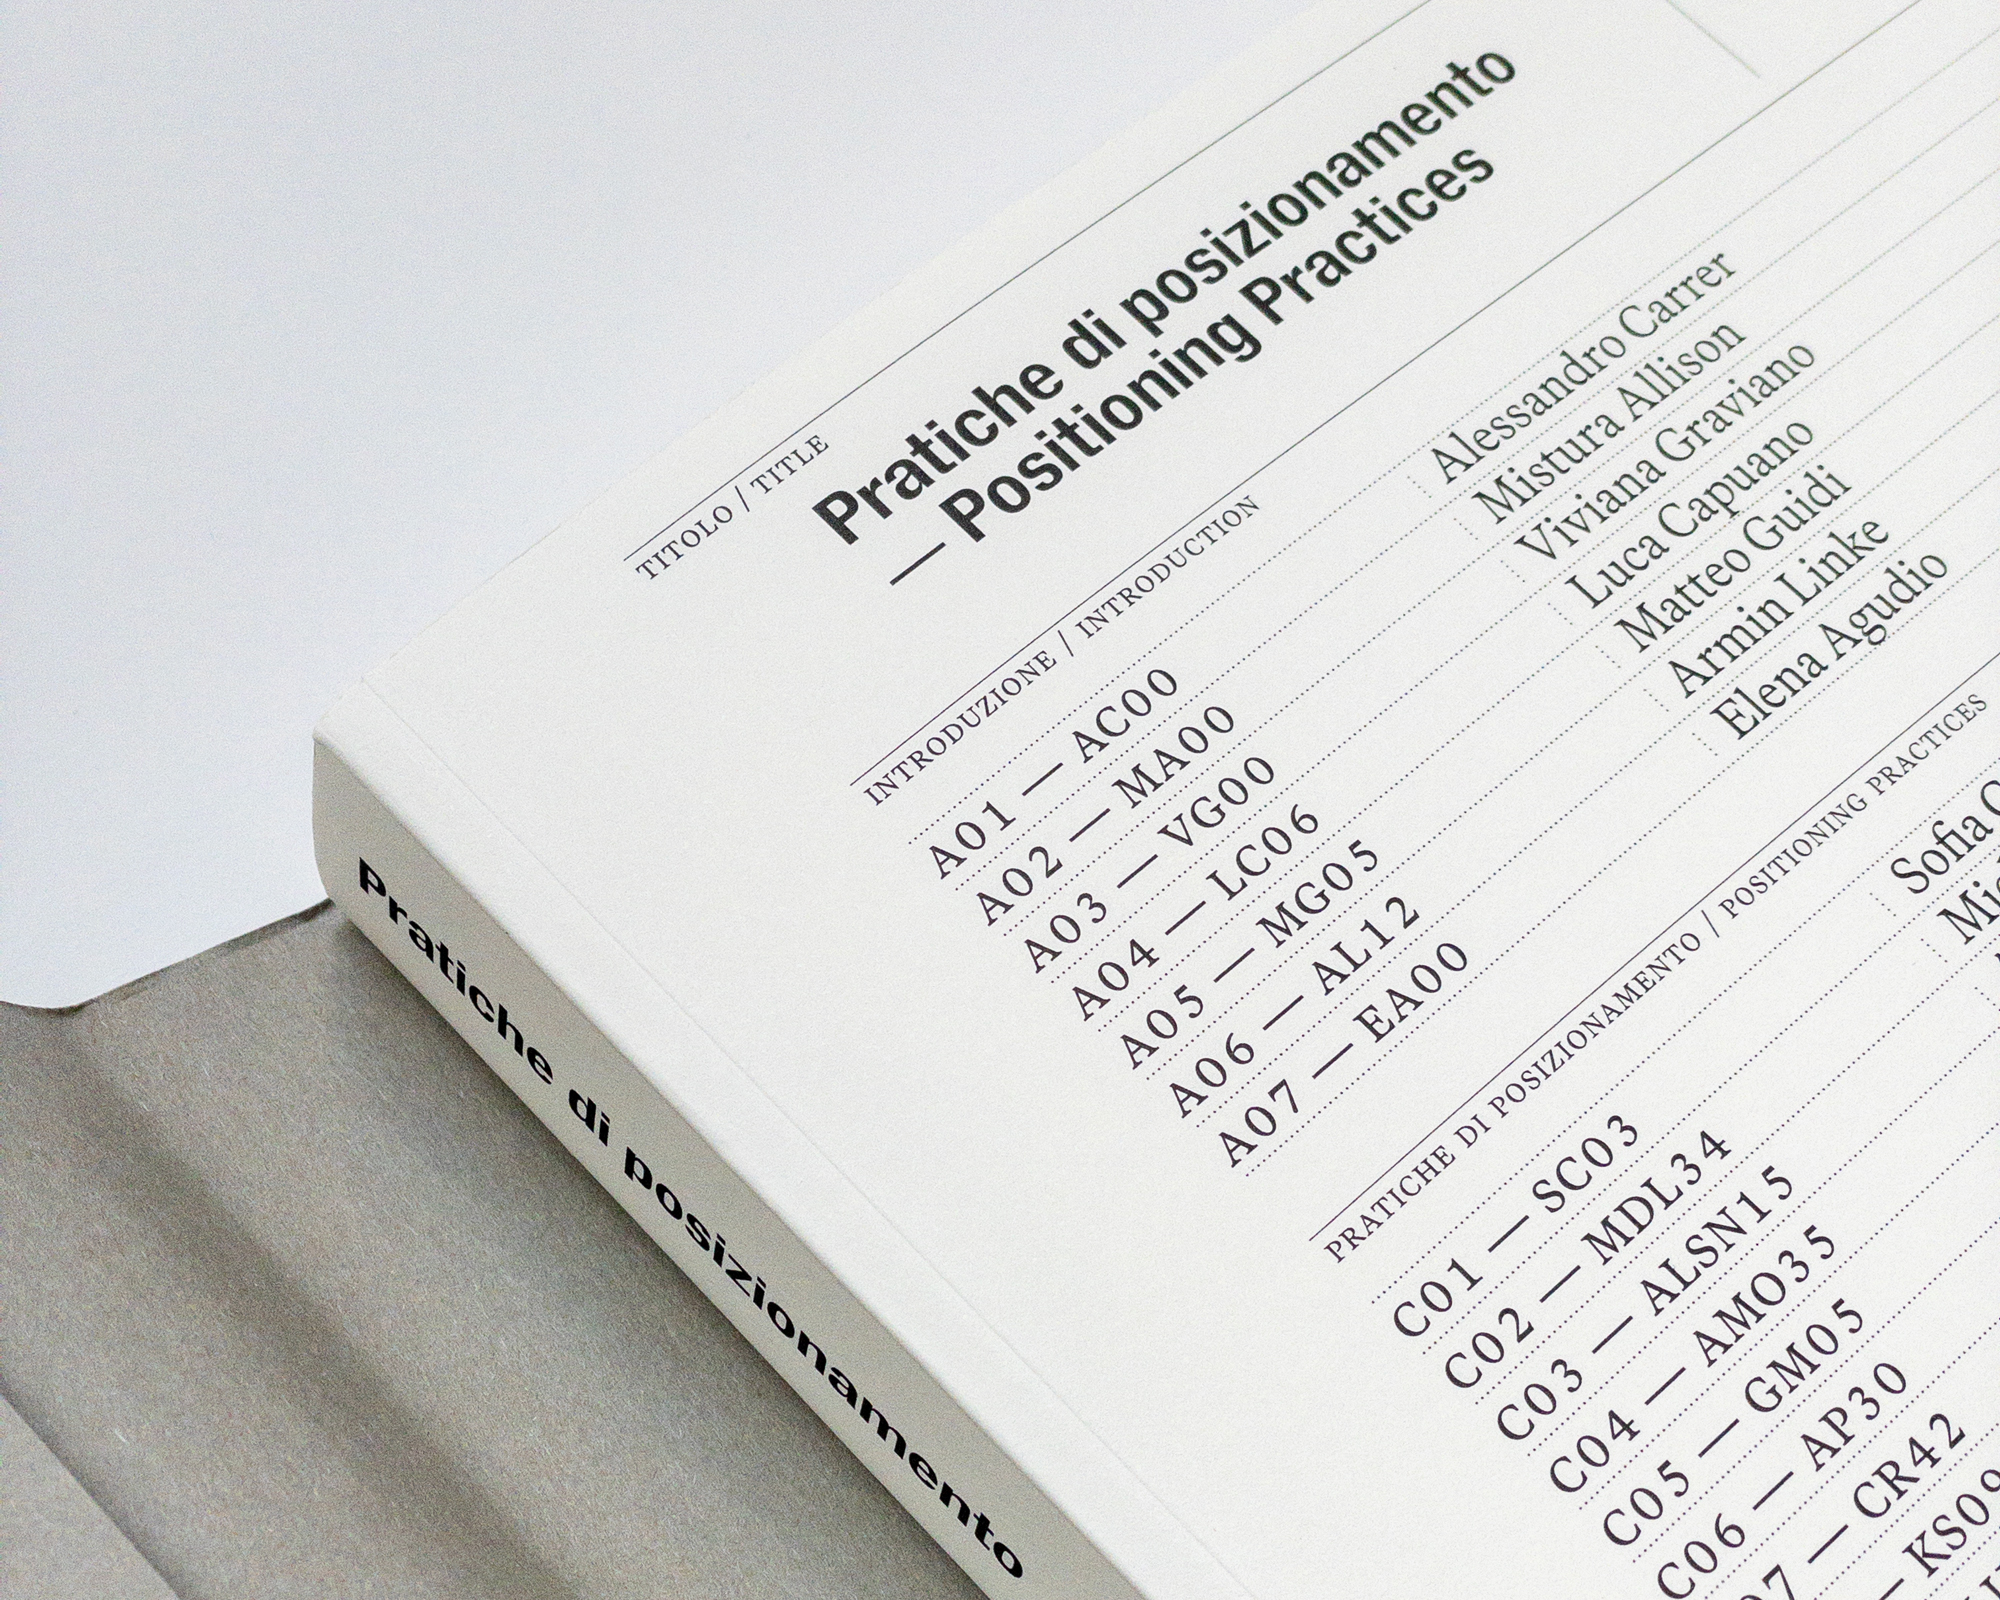 TITOLO / TITLE
Pratiche di posizionamento
— Positioning Practices
INTRODUZIONE / INTRODUCTION
A01 — AC00 Alessandro Carrer
A02 — MA00 Mistura Allison
A03 — VG00 Viviana Graviano
A04 — LC06 Luca Capuano
A05 — MG05 Matteo Guidi
A06 — AL12 Armin Linke
A07 — EA00 Elena Agudio
PRATICHE DI POSIZIONAMENTO / POSITIONING PRACTICES
C01 — SC03 Sofia
C02 — MDL34
C03 — ALSN15
C04 — AMO35
C05 — GM05
C06 — AP30
— CR42
— KS09
Pratiche di posizionamento